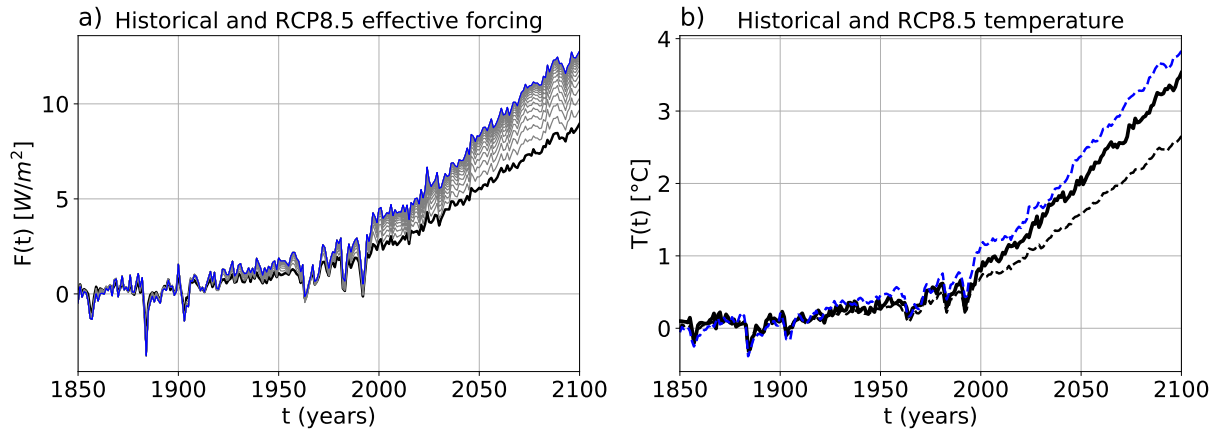 a) Historical and RCP8.5 effective forcing
F(t) [W/m²]
10
5
0
1850 1900 1950 2000 2050 2100
t (years)
b) Historical and RCP8.5 temperature
T(t) [°C]
4
3
2
1
0
1850 1900 1950 2000 2050 2100
t (years)